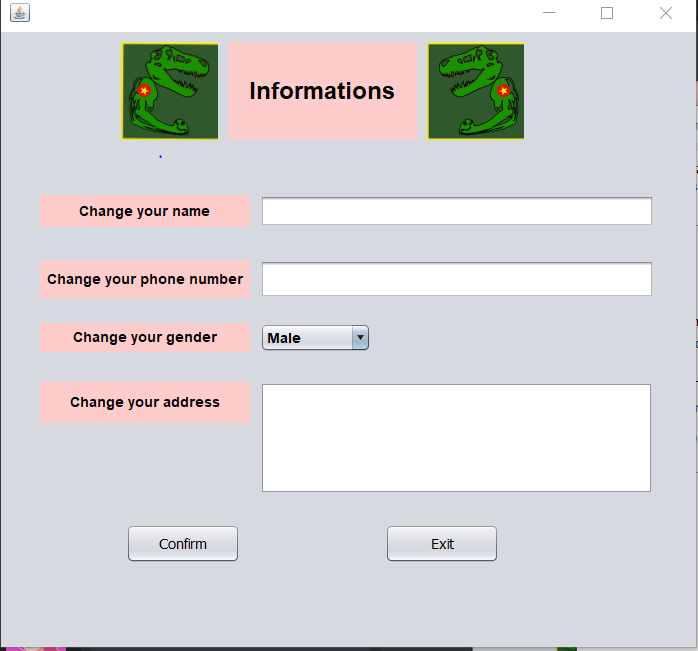 Informations
Change your name
Change your phone number
Change your gender
Male
Change your address
Confirm
Exit